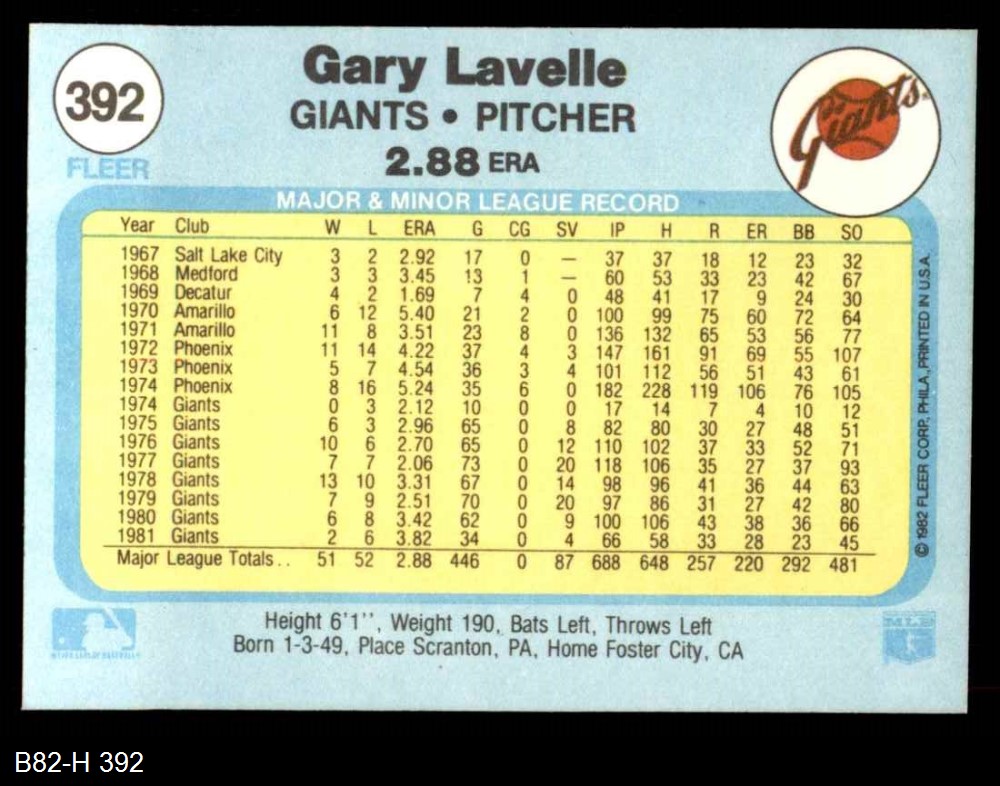 392
FLEER
Gary Lavelle
GIANTS • PITCHER
2.88 ERA
Giants
MAJOR & MINOR LEAGUE RECORD
Year Club W L ERA G CG SV IP H R ER BB SO
1967 Salt Lake City 3 2 2.92 17 0 — 37 37 18 12 23 32
1968 Medford 3 3 3.45 13 1 — 60 53 33 23 42 67
1969 Decatur 4 2 1.69 7 4 0 48 41 17 9 24 30
1970 Amarillo 6 12 5.40 21 2 0 100 99 75 60 72 64
1971 Amarillo 11 8 3.51 23 8 0 136 132 65 53 56 77
1972 Phoenix 11 14 4.22 37 4 3 147 161 91 69 55 107
1973 Phoenix 5 7 4.54 36 3 4 101 112 56 51 43 61
1974 Phoenix 8 16 5.24 35 6 0 182 228 119 106 76 105
1974 Giants 0 3 2.12 10 0 0 17 14 7 4 10 12
1975 Giants 6 3 2.96 65 0 8 82 80 30 27 48 51
1976 Giants 10 6 2.70 65 0 12 110 102 37 33 52 71
1977 Giants 7 7 2.06 73 0 20 118 106 35 27 37 93
1978 Giants 13 10 3.31 67 0 14 98 96 41 36 44 63
1979 Giants 7 9 2.51 70 0 20 97 86 31 27 42 80
1980 Giants 6 8 3.42 62 0 9 100 106 43 38 36 66
1981 Giants 2 6 3.82 34 0 4 66 58 33 28 23 45
Major League Totals.. 51 52 2.88 446 0 87 688 648 257 220 292 481
© 1982 FLEER CORP., PHILA., PRINTED IN U.S.A.
Height 6'1'', Weight 190, Bats Left, Throws Left
Born 1-3-49, Place Scranton, PA, Home Foster City, CA
MLB
B82-H 392